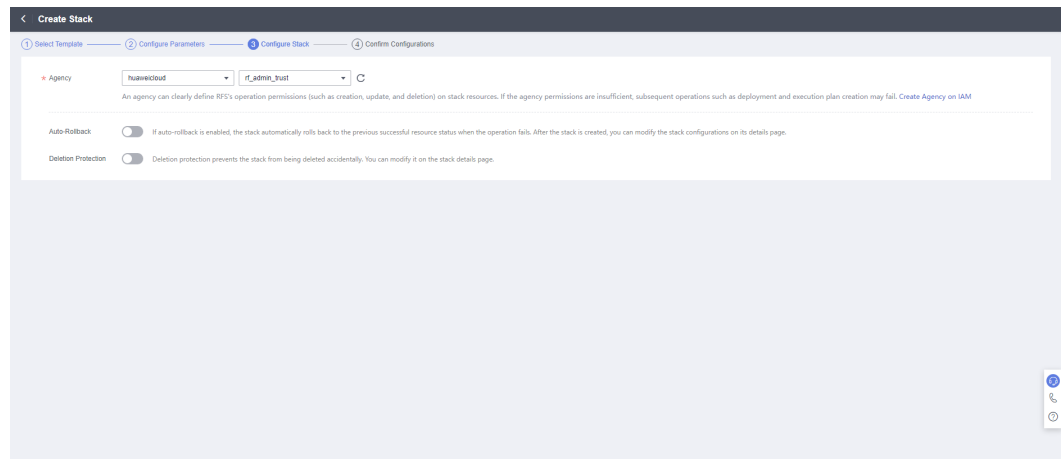 Create Stack
1 Select Template 2 Configure Parameters 3 Configure Stack 4 Confirm Configurations
* Agency huaweicloud rf_admin_trust
An agency can clearly define RFS's operation permissions (such as creation, update, and deletion) on stack resources. If the agency permissions are insufficient, subsequent operations such as deployment and execution plan creation may fail. Create Agency on IAM
Auto-Rollback If auto-rollback is enabled, the stack automatically rolls back to the previous successful resource status when the operation fails. After the stack is created, you can modify the stack configurations on its details page.
Deletion Protection Deletion protection prevents the stack from being deleted accidentally. You can modify it on the stack details page.